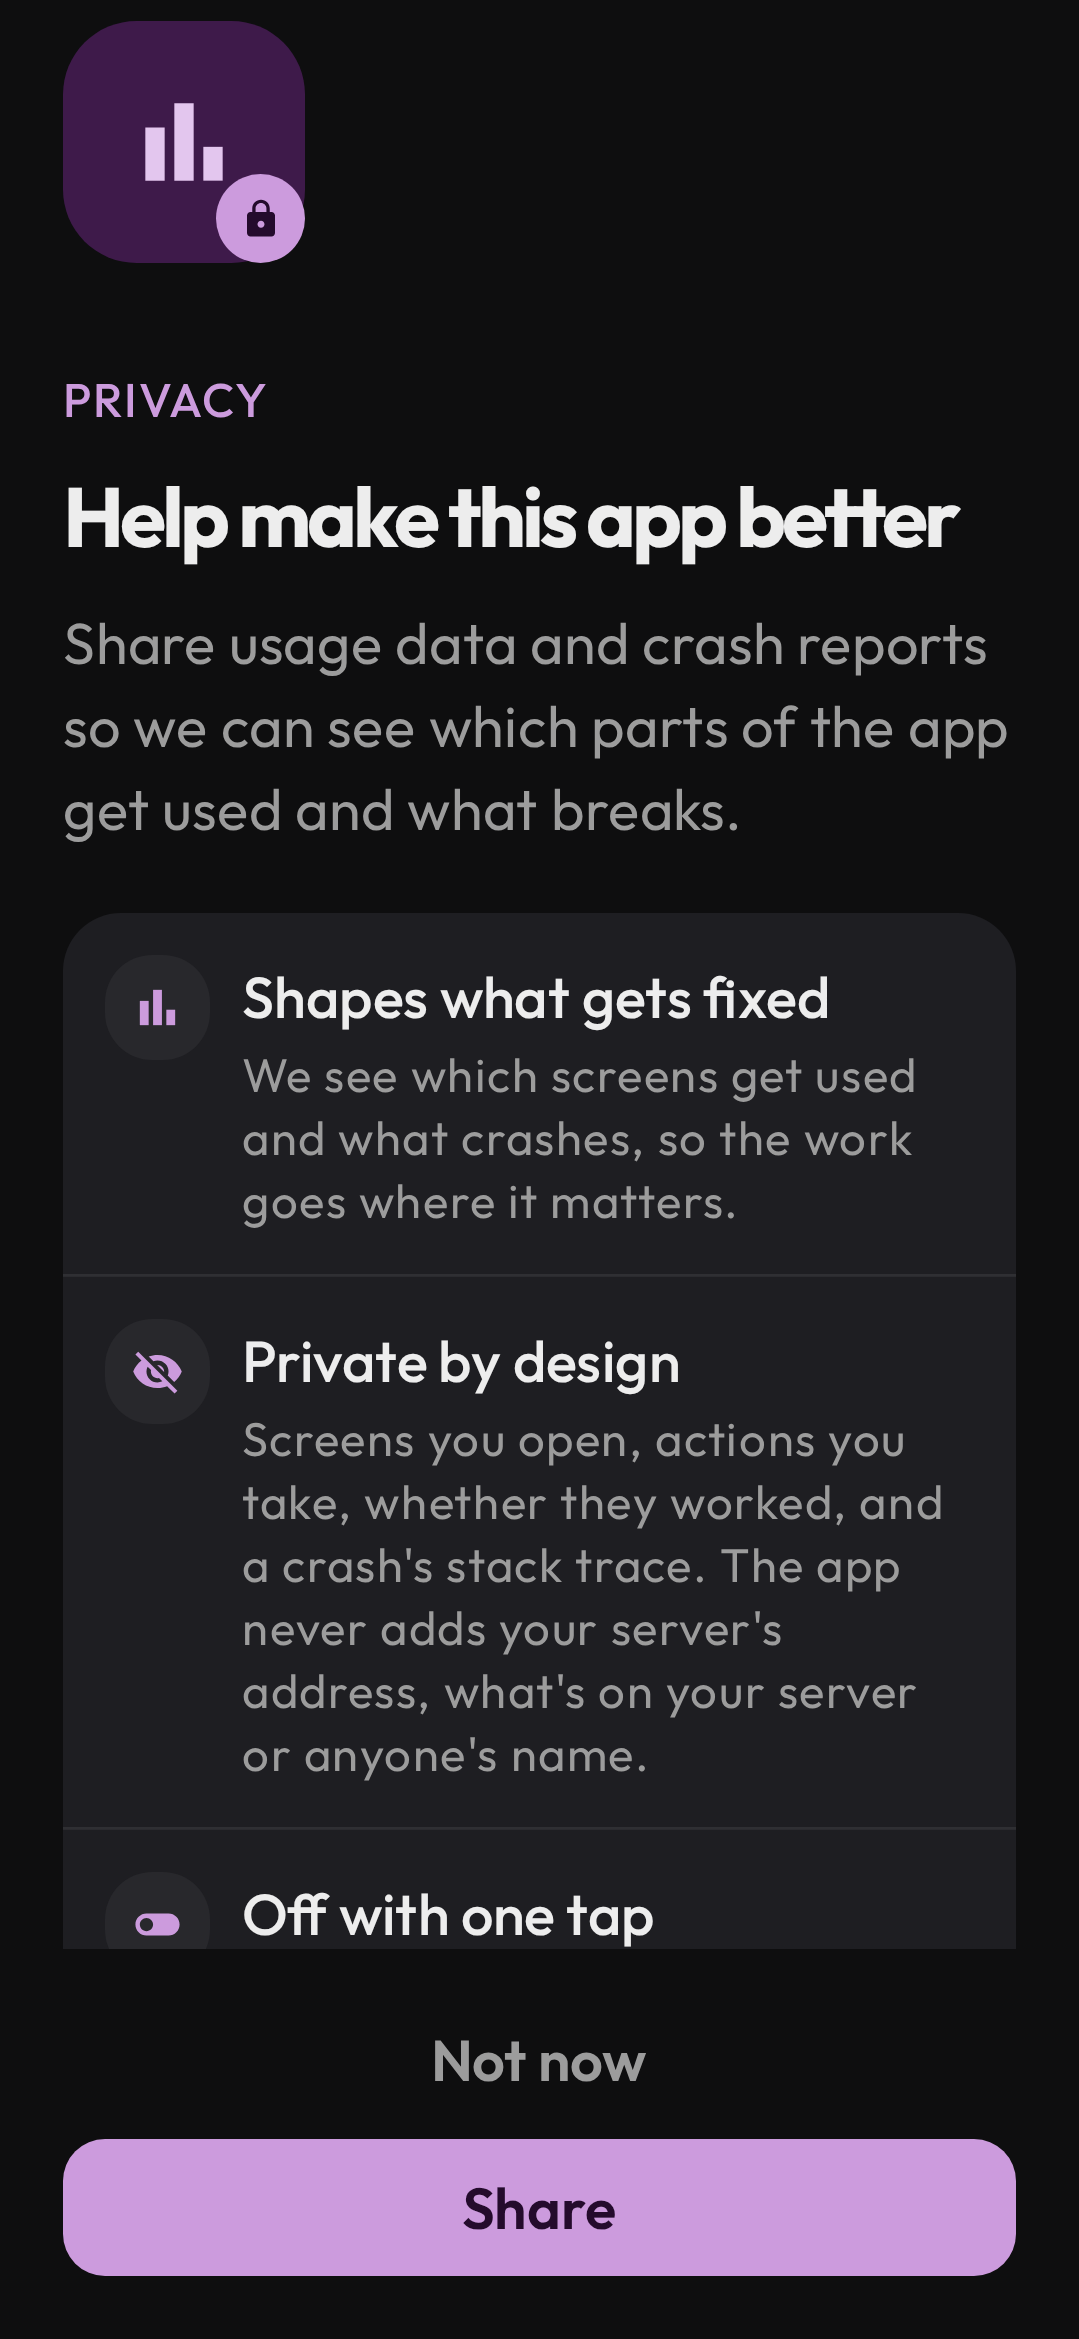 PRIVACY
Help make this app better
Share usage data and crash reports
so we can see which parts of the app
get used and what breaks.
Shapes what gets fixed
We see which screens get used
and what crashes, so the work
goes where it matters.
Private by design
Screens you open, actions you
take, whether they worked, and
a crash's stack trace. The app
never adds your server's
address, what's on your server
or anyone's name.
Off with one tap
Not now
Share